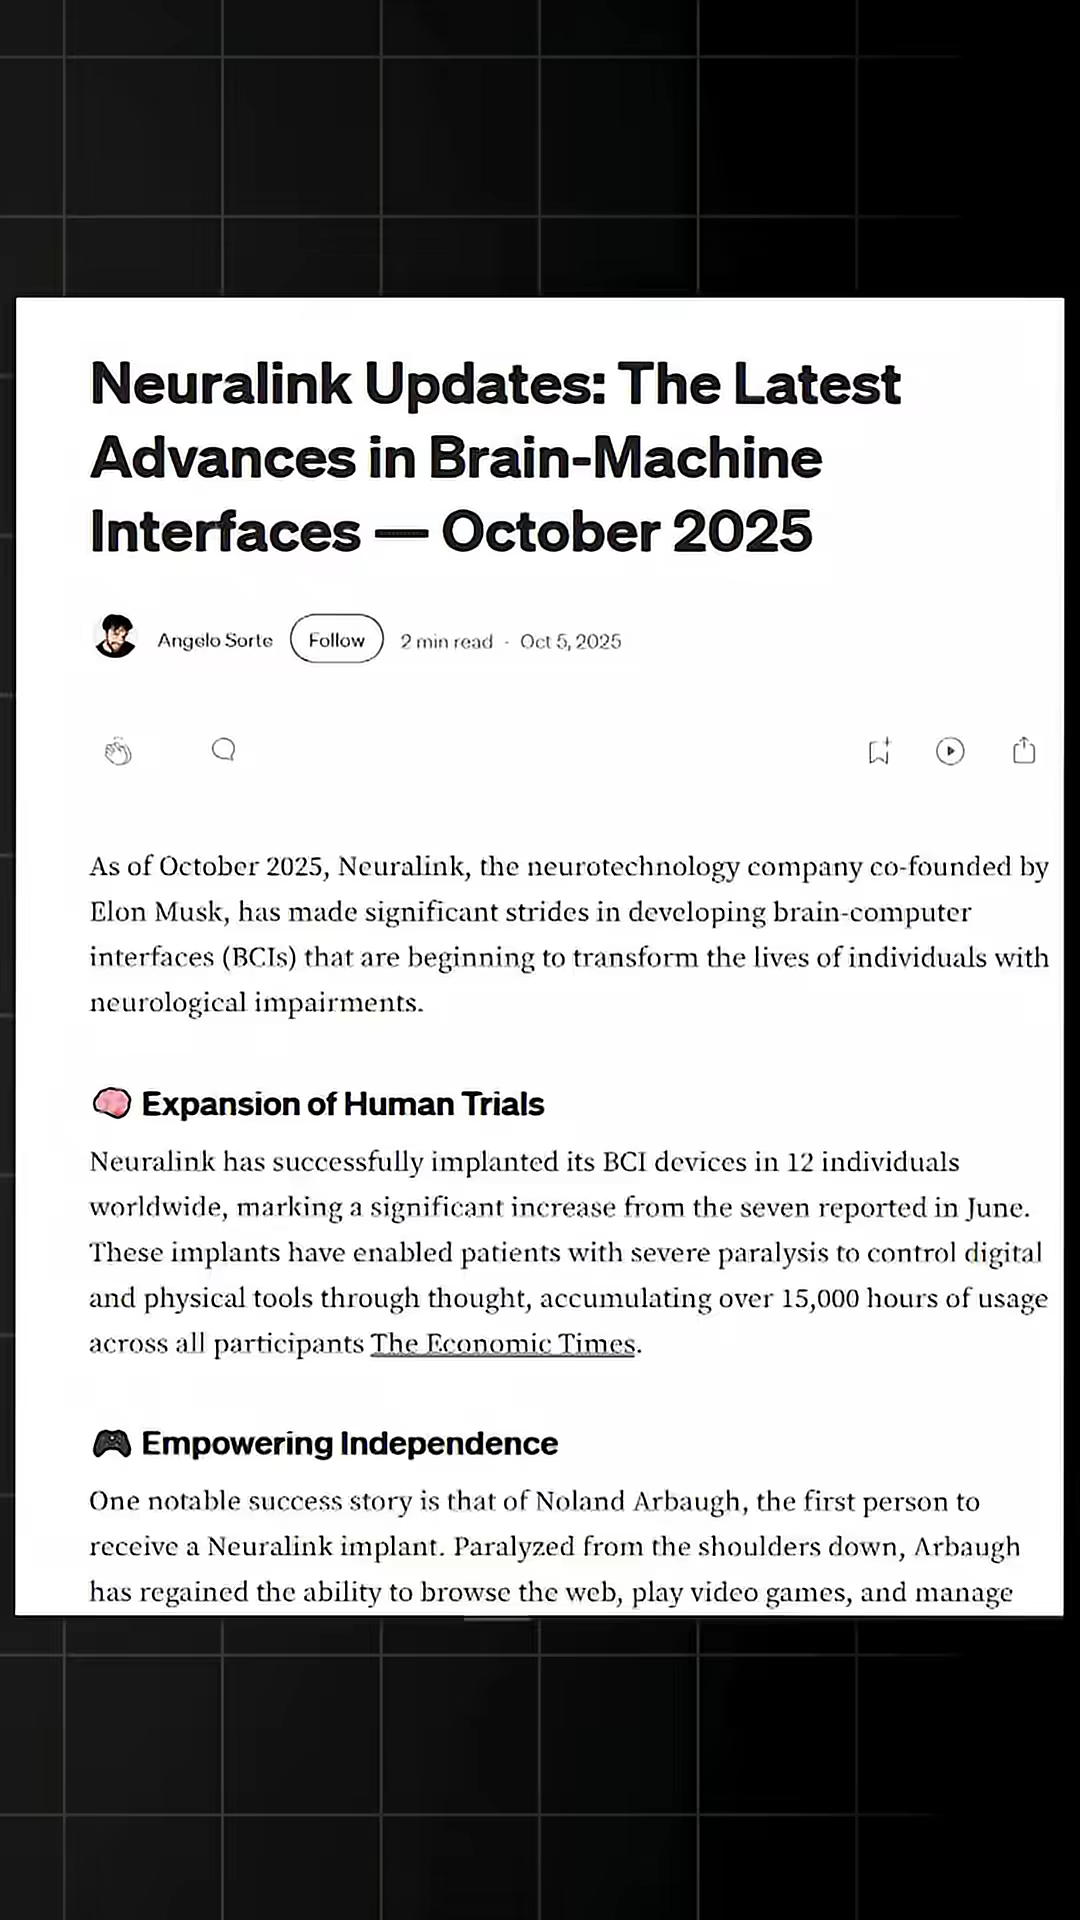 Neuralink Updates: The Latest
Advances in Brain-Machine
Interfaces — October 2025
Angelo Sorte
Follow
2 min read · Oct 5, 2025
As of October 2025, Neuralink, the neurotechnology company co-founded by
Elon Musk, has made significant strides in developing brain-computer
interfaces (BCIs) that are beginning to transform the lives of individuals with
neurological impairments.
🧠 Expansion of Human Trials
Neuralink has successfully implanted its BCI devices in 12 individuals
worldwide, marking a significant increase from the seven reported in June.
These implants have enabled patients with severe paralysis to control digital
and physical tools through thought, accumulating over 15,000 hours of usage
across all participants The Economic Times.
🎮 Empowering Independence
One notable success story is that of Noland Arbaugh, the first person to
receive a Neuralink implant. Paralyzed from the shoulders down, Arbaugh
has regained the ability to browse the web, play video games, and manage